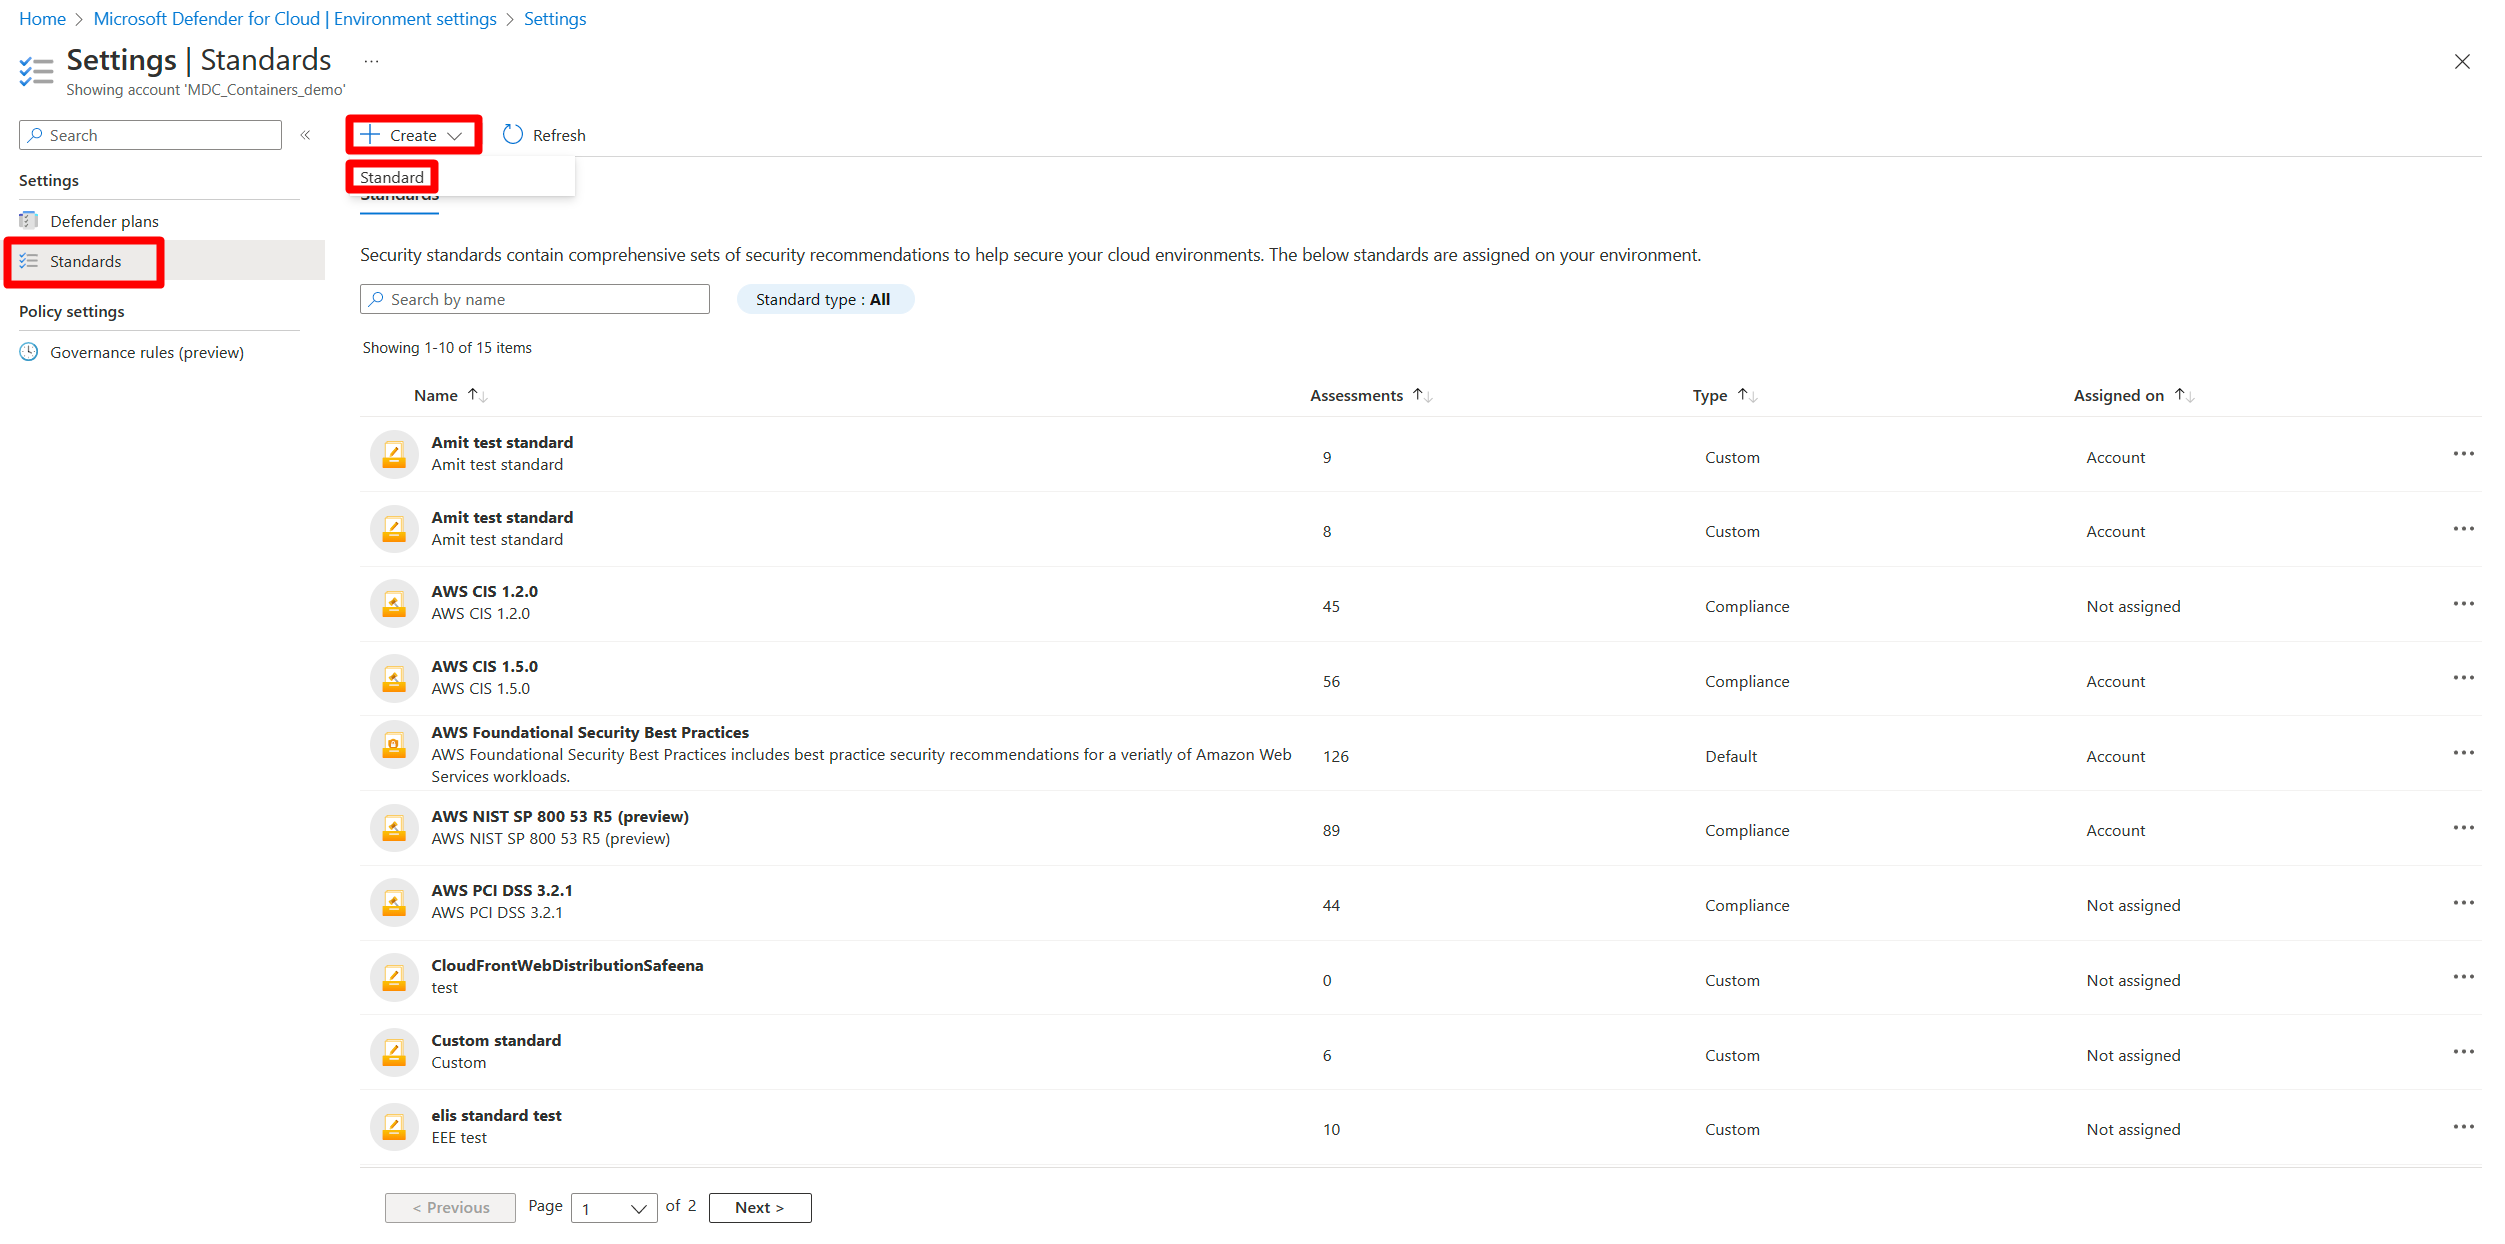 Home > Microsoft Defender for Cloud | Environment settings > Settings
Settings | Standards ...
Showing account 'MDC_Containers_demo'
Search «
Create Refresh
Settings
Standard
Standards
Defender plans
Standards
Policy settings
Governance rules (preview)
Security standards contain comprehensive sets of security recommendations to help secure your cloud environments. The below standards are assigned on your environment.
Search by name Standard type : All
Showing 1-10 of 15 items
Name ↑↓ Assessments ↑↓ Type ↑↓ Assigned on ↑↓
Amit test standard
Amit test standard 9 Custom Account
Amit test standard
Amit test standard 8 Custom Account
AWS CIS 1.2.0
AWS CIS 1.2.0 45 Compliance Not assigned
AWS CIS 1.5.0
AWS CIS 1.5.0 56 Compliance Account
AWS Foundational Security Best Practices
AWS Foundational Security Best Practices includes best practice security recommendations for a veriatly of Amazon Web 126 Default Account
Services workloads.
AWS NIST SP 800 53 R5 (preview)
AWS NIST SP 800 53 R5 (preview) 89 Compliance Account
AWS PCI DSS 3.2.1
AWS PCI DSS 3.2.1 44 Compliance Not assigned
CloudFrontWebDistributionSafeena
test 0 Custom Not assigned
Custom standard
Custom 6 Custom Not assigned
elis standard test
EEE test 10 Custom Not assigned
< Previous Page 1 of 2 Next >